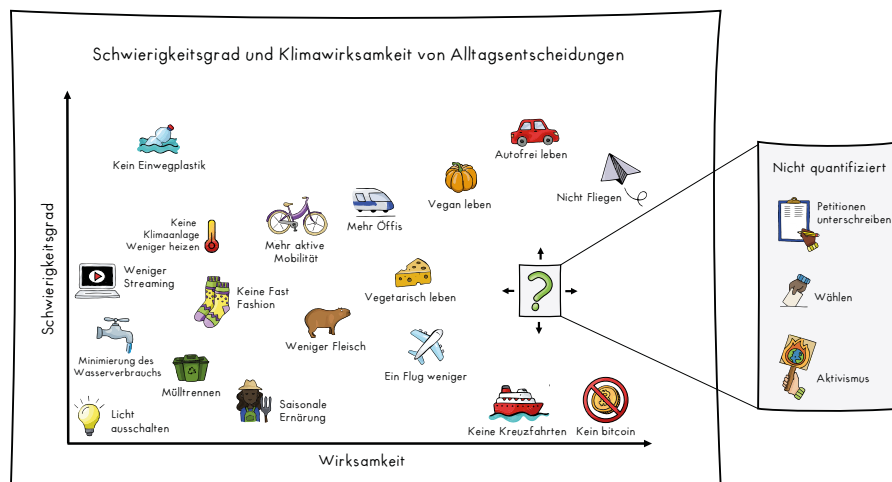 Schwierigkeitsgrad und Klimawirksamkeit von Alltagsentscheidungen
Schwierigkeitsgrad
Kein Einwegplastik
Autofrei leben
Nicht Fliegen
Vegan leben
Mehr Öffis
Mehr aktive
Mobilität
Keine
Klimaanlage
Weniger heizen
Weniger
Streaming
Keine Fast
Fashion
Vegetarisch leben
?
Weniger Fleisch
Ein Flug weniger
Minimierung des
Wasserverbrauchs
Mülltrennen
Licht
ausschalten
Saisonale
Ernärung
Keine Kreuzfahrten
Kein bitcoin
Wirksamkeit
Nicht quantifiziert
Petitionen
unterschreiben
Wählen
Aktivismus